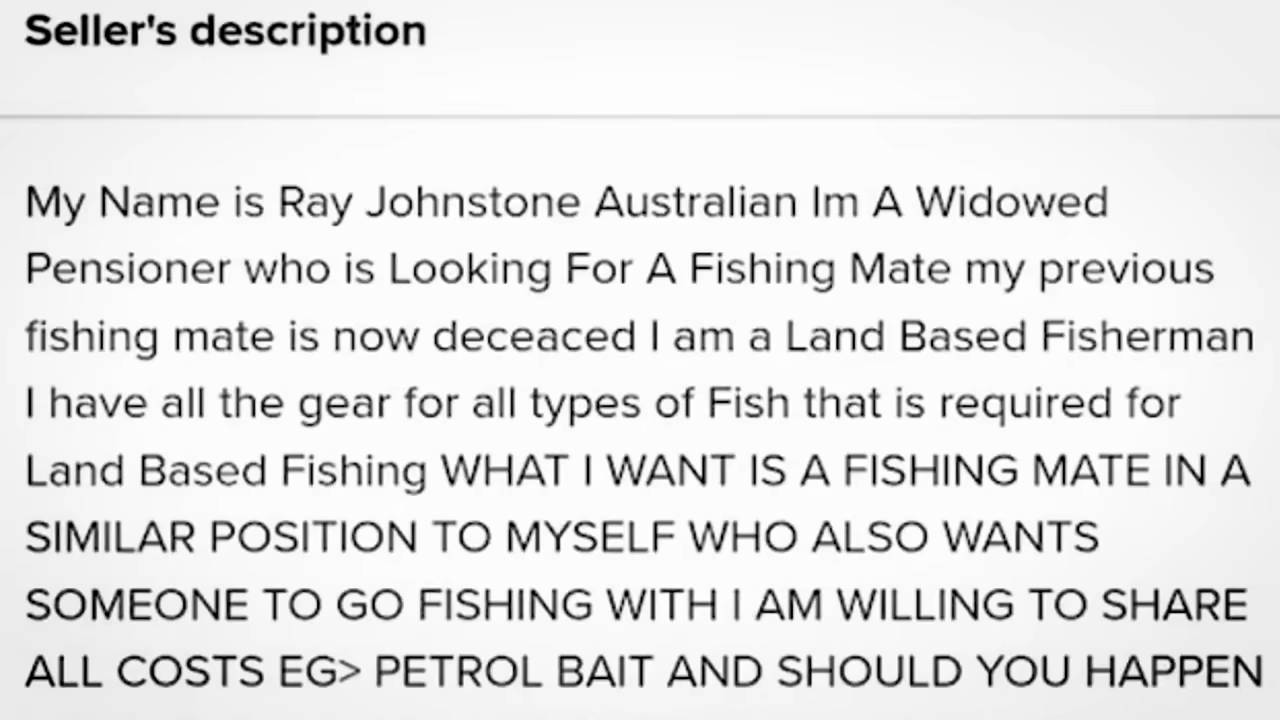 Seller's description
My Name is Ray Johnstone Australian Im A Widowed
Pensioner who is Looking For A Fishing Mate my previous
fishing mate is now deceaced I am a Land Based Fisherman
I have all the gear for all types of Fish that is required for
Land Based Fishing WHAT I WANT IS A FISHING MATE IN A
SIMILAR POSITION TO MYSELF WHO ALSO WANTS
SOMEONE TO GO FISHING WITH I AM WILLING TO SHARE
ALL COSTS EG> PETROL BAIT AND SHOULD YOU HAPPEN